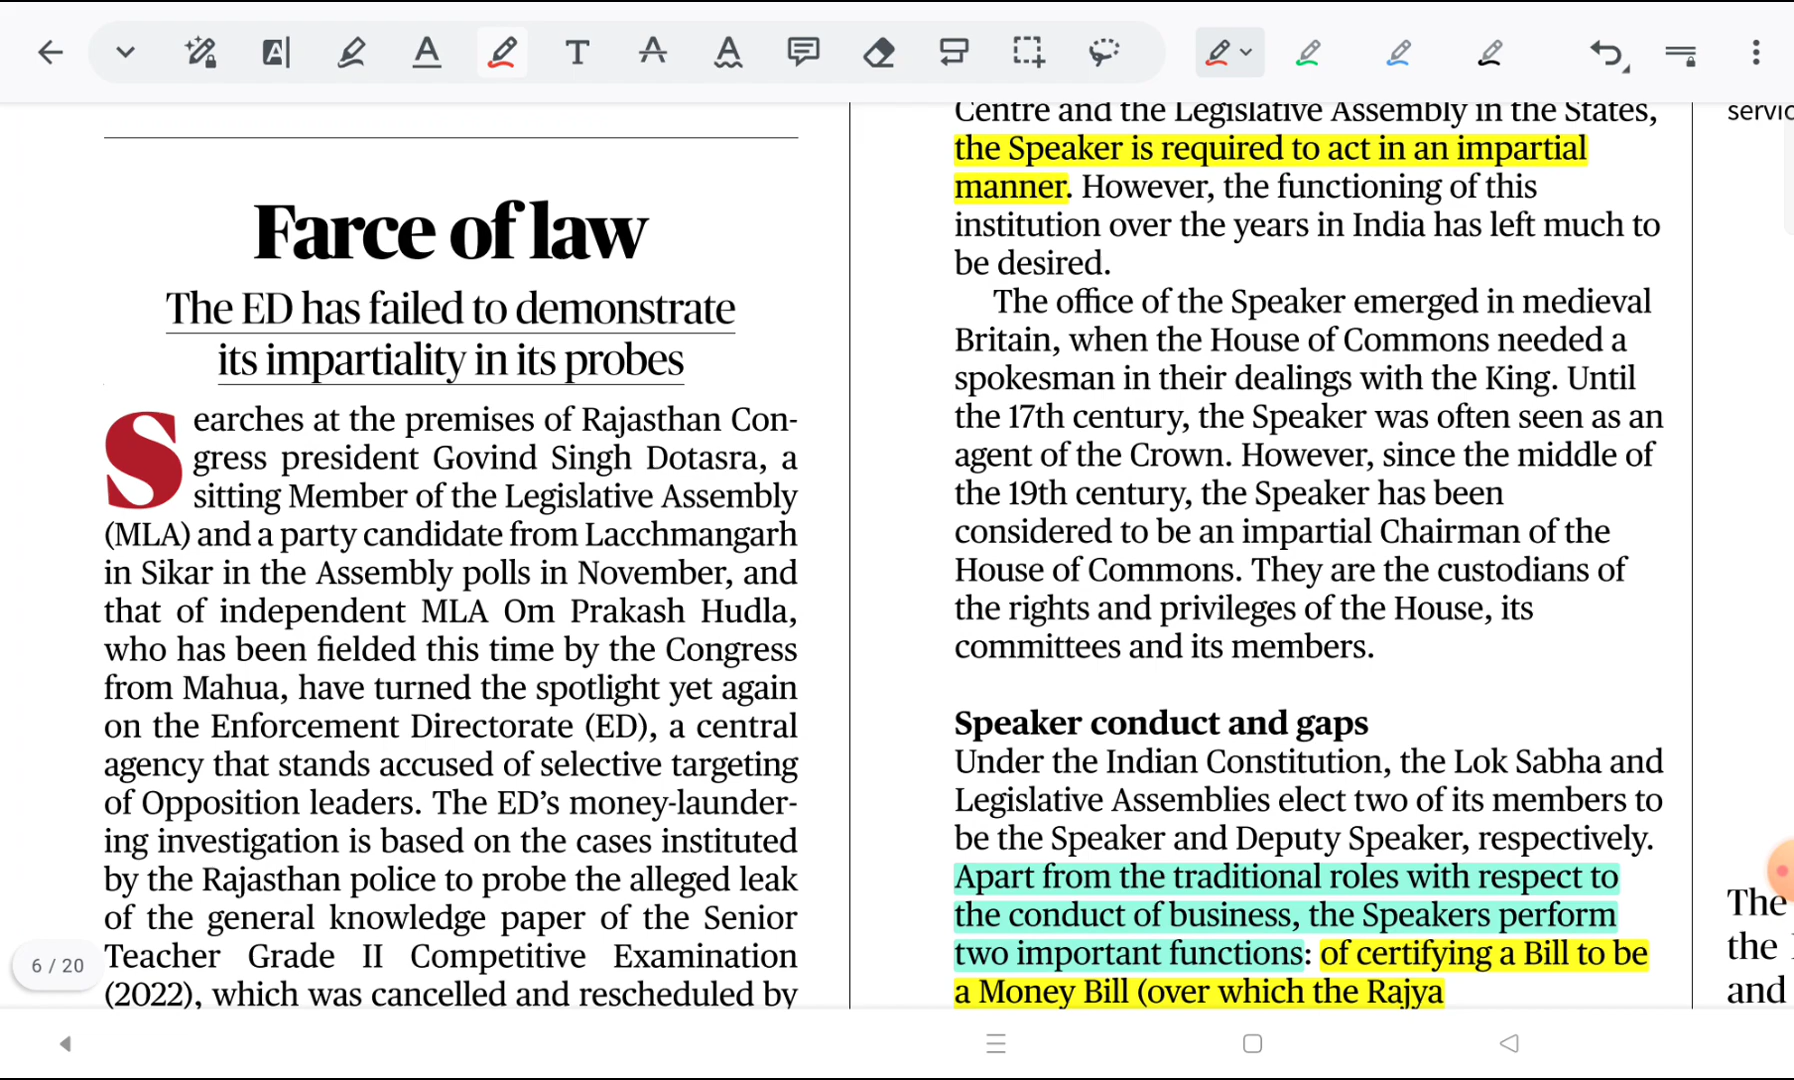 Farce of law
The ED has failed to demonstrate
its impartiality in its probes
Searches at the premises of Rajasthan Con-
gress president Govind Singh Dotasra, a
sitting Member of the Legislative Assembly
(MLA) and a party candidate from Lacchmangarh
in Sikar in the Assembly polls in November, and
that of independent MLA Om Prakash Hudla,
who has been fielded this time by the Congress
from Mahua, have turned the spotlight yet again
on the Enforcement Directorate (ED), a central
agency that stands accused of selective targeting
of Opposition leaders. The ED’s money-launder-
ing investigation is based on the cases instituted
by the Rajasthan police to probe the alleged leak
of the general knowledge paper of the Senior
Teacher Grade II Competitive Examination
(2022), which was cancelled and rescheduled by
6 / 20
Centre and the Legislative Assembly in the States,
the Speaker is required to act in an impartial
manner. However, the functioning of this
institution over the years in India has left much to
be desired.
The office of the Speaker emerged in medieval
Britain, when the House of Commons needed a
spokesman in their dealings with the King. Until
the 17th century, the Speaker was often seen as an
agent of the Crown. However, since the middle of
the 19th century, the Speaker has been
considered to be an impartial Chairman of the
House of Commons. They are the custodians of
the rights and privileges of the House, its
committees and its members.
Speaker conduct and gaps
Under the Indian Constitution, the Lok Sabha and
Legislative Assemblies elect two of its members to
be the Speaker and Deputy Speaker, respectively.
Apart from the traditional roles with respect to
the conduct of business, the Speakers perform
two important functions: of certifying a Bill to be
a Money Bill (over which the Rajya
The
the
and